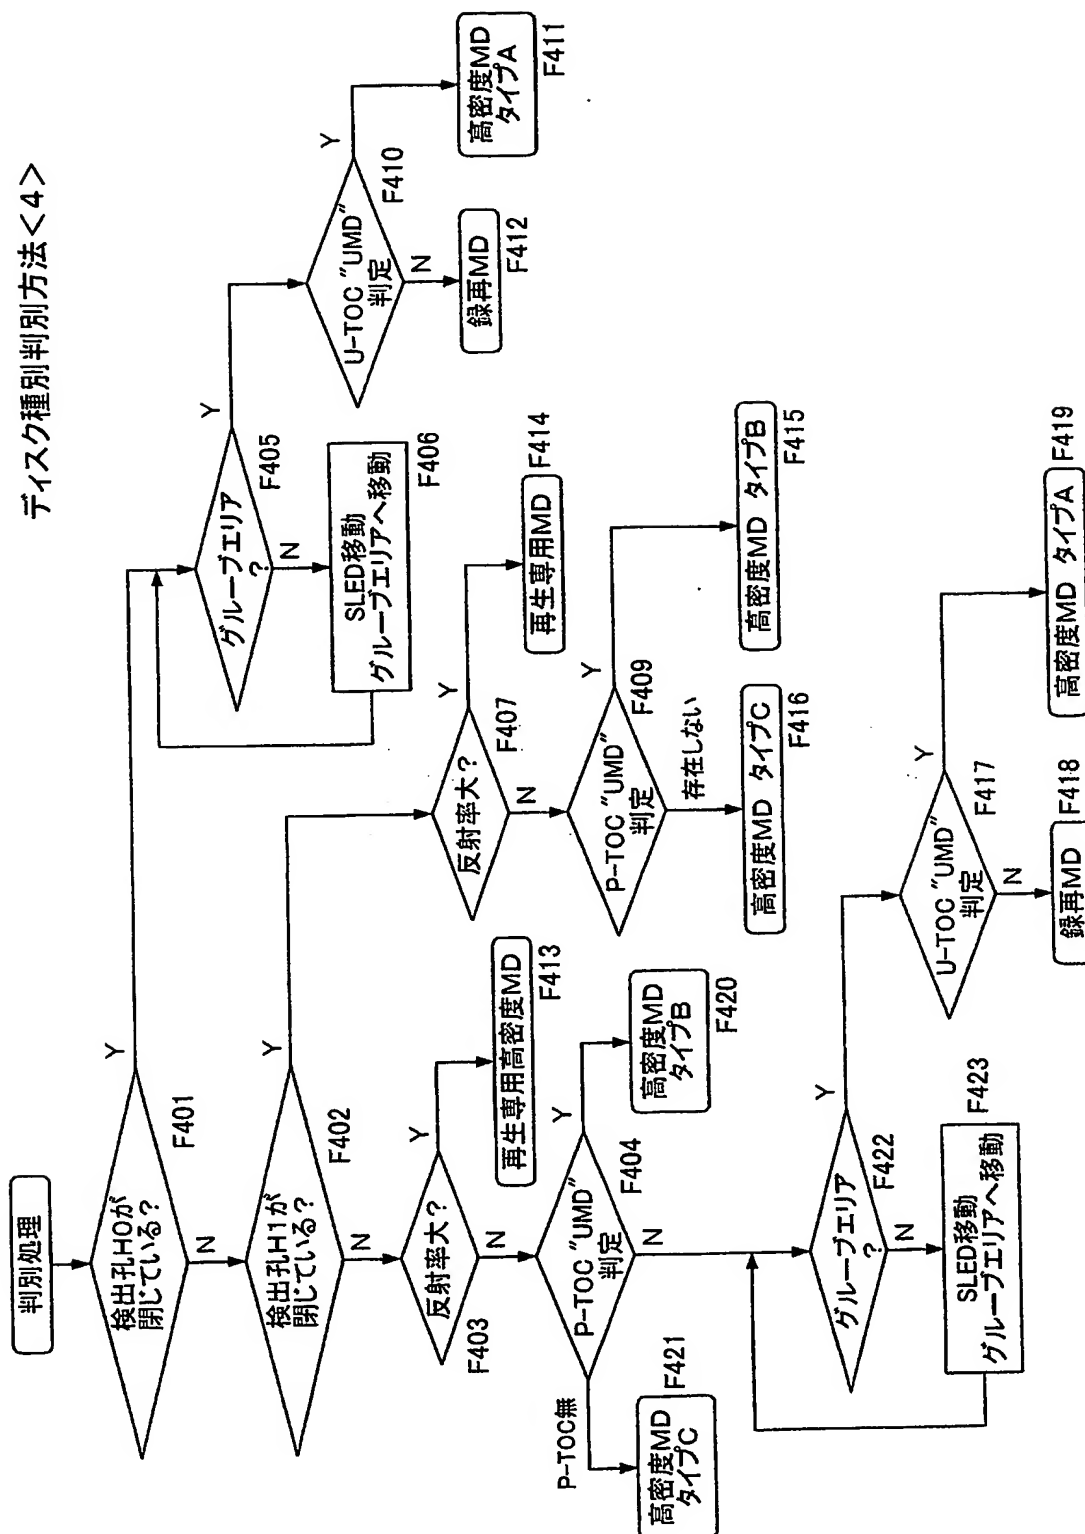 ディスク種別判別方法<4>
判別処理
検出孔H0が
閉じている?
F401
Y
N
検出孔H1が
閉じている?
F402
Y
N
反射率大?
F403
Y
N
再生専用高密度MD
F413
P-TOC "UMD"
判定
F404
Y
N
P-TOC無
高密度MD
タイプB
F420
高密度MD
タイプC
F421
グルーブエリア
?
F422
Y
N
SLED移動
グルーブエリアへ移動
F423
U-TOC "UMD"
判定
F417
Y
N
録再MD
F418
高密度MD タイプA
F419
反射率大?
F407
Y
N
再生専用MD
F414
P-TOC "UMD"
判定
F409
Y
存在しない
高密度MD タイプB
F415
高密度MD タイプC
F416
グルーブエリア
?
F405
Y
N
SLED移動
グルーブエリアへ移動
F406
U-TOC "UMD"
判定
F410
Y
N
高密度MD
タイプA
F411
録再MD
F412